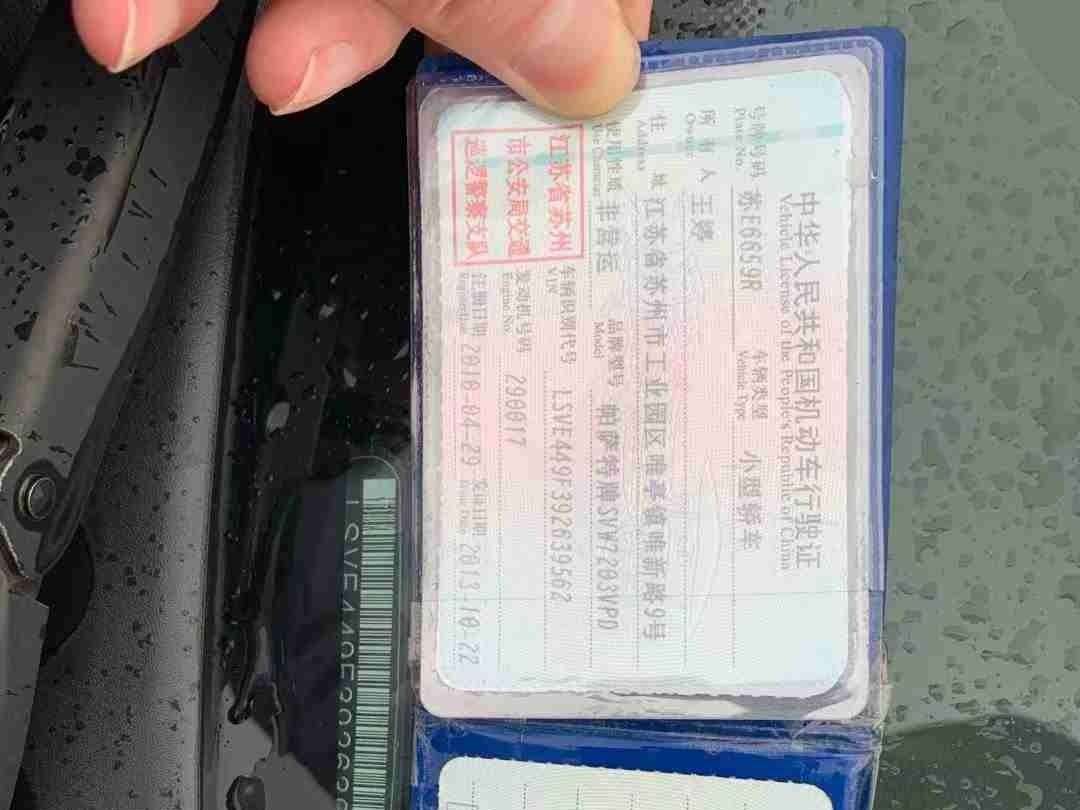 中华人民共和国机动车行驶证
Vehicle License of the People's Republic of China
号牌号码 苏E6659R 车辆类型 小型轿车
Plate No. Vehicle Type
所有人 王婷
Owner
住址 江苏省苏州市工业园区唯亭镇唯新路9号
Address
使用性质 非营运 品牌型号 帕萨特牌SVW7203VPD
Use Character Model
江苏省苏州
市公安局交通
巡逻警察支队
车辆识别代号 LSVE449F392639562
VIN
发动机号码 290017
Engine No.
注册日期 2010-04-29 发证日期 2013-10-22
Register Date Issue Date
LSVE449F39263